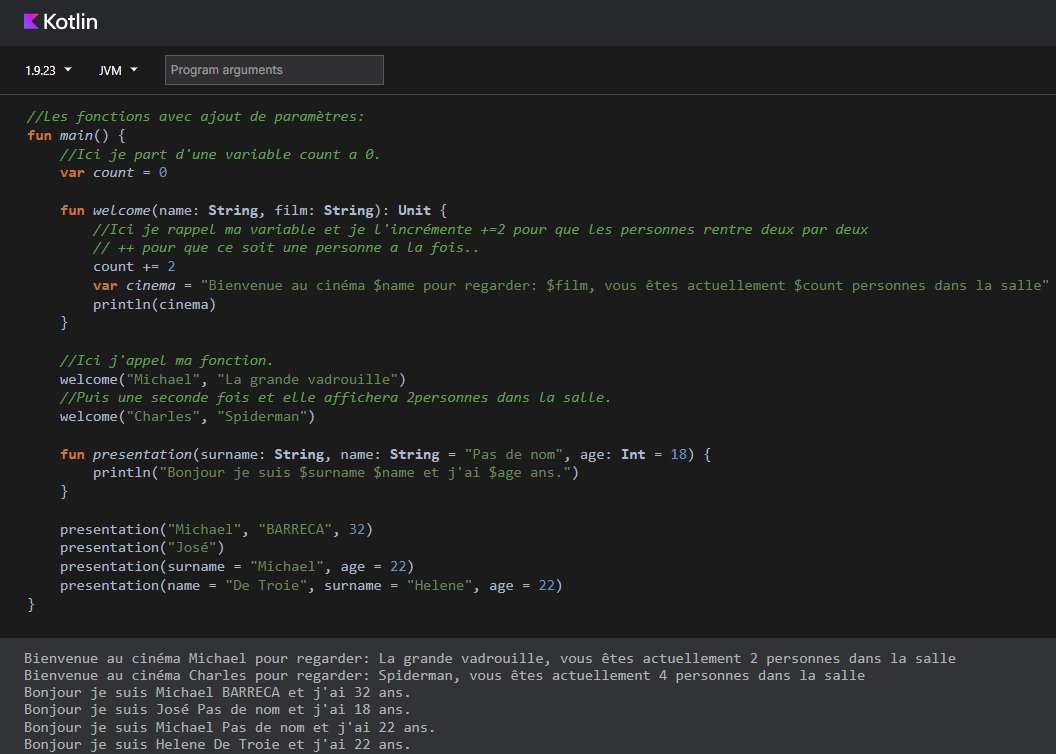 Kotlin
1.9.23 JVM Program arguments
//Les fonctions avec ajout de paramètres:
fun main() {
    //Ici je part d'une variable count a 0.
    var count = 0

    fun welcome(name: String, film: String): Unit {
        //Ici je rappel ma variable et je l'incrémente +=2 pour que les personnes rentre deux par deux
        // ++ pour que ce soit une personne a la fois..
        count += 2
        var cinema = "Bienvenue au cinéma $name pour regarder: $film, vous êtes actuellement $count personnes dans la salle"
        println(cinema)
    }

    //Ici j'appel ma fonction.
    welcome("Michael", "La grande vadrouille")
    //Puis une seconde fois et elle affichera 2personnes dans la salle.
    welcome("Charles", "Spiderman")

    fun presentation(surname: String, name: String = "Pas de nom", age: Int = 18) {
        println("Bonjour je suis $surname $name et j'ai $age ans.")
    }

    presentation("Michael", "BARRECA", 32)
    presentation("José")
    presentation(surname = "Michael", age = 22)
    presentation(name = "De Troie", surname = "Helene", age = 22)
}
Bienvenue au cinéma Michael pour regarder: La grande vadrouille, vous êtes actuellement 2 personnes dans la salle
Bienvenue au cinéma Charles pour regarder: Spiderman, vous êtes actuellement 4 personnes dans la salle
Bonjour je suis Michael BARRECA et j'ai 32 ans.
Bonjour je suis José Pas de nom et j'ai 18 ans.
Bonjour je suis Michael Pas de nom et j'ai 22 ans.
Bonjour je suis Helene De Troie et j'ai 22 ans.